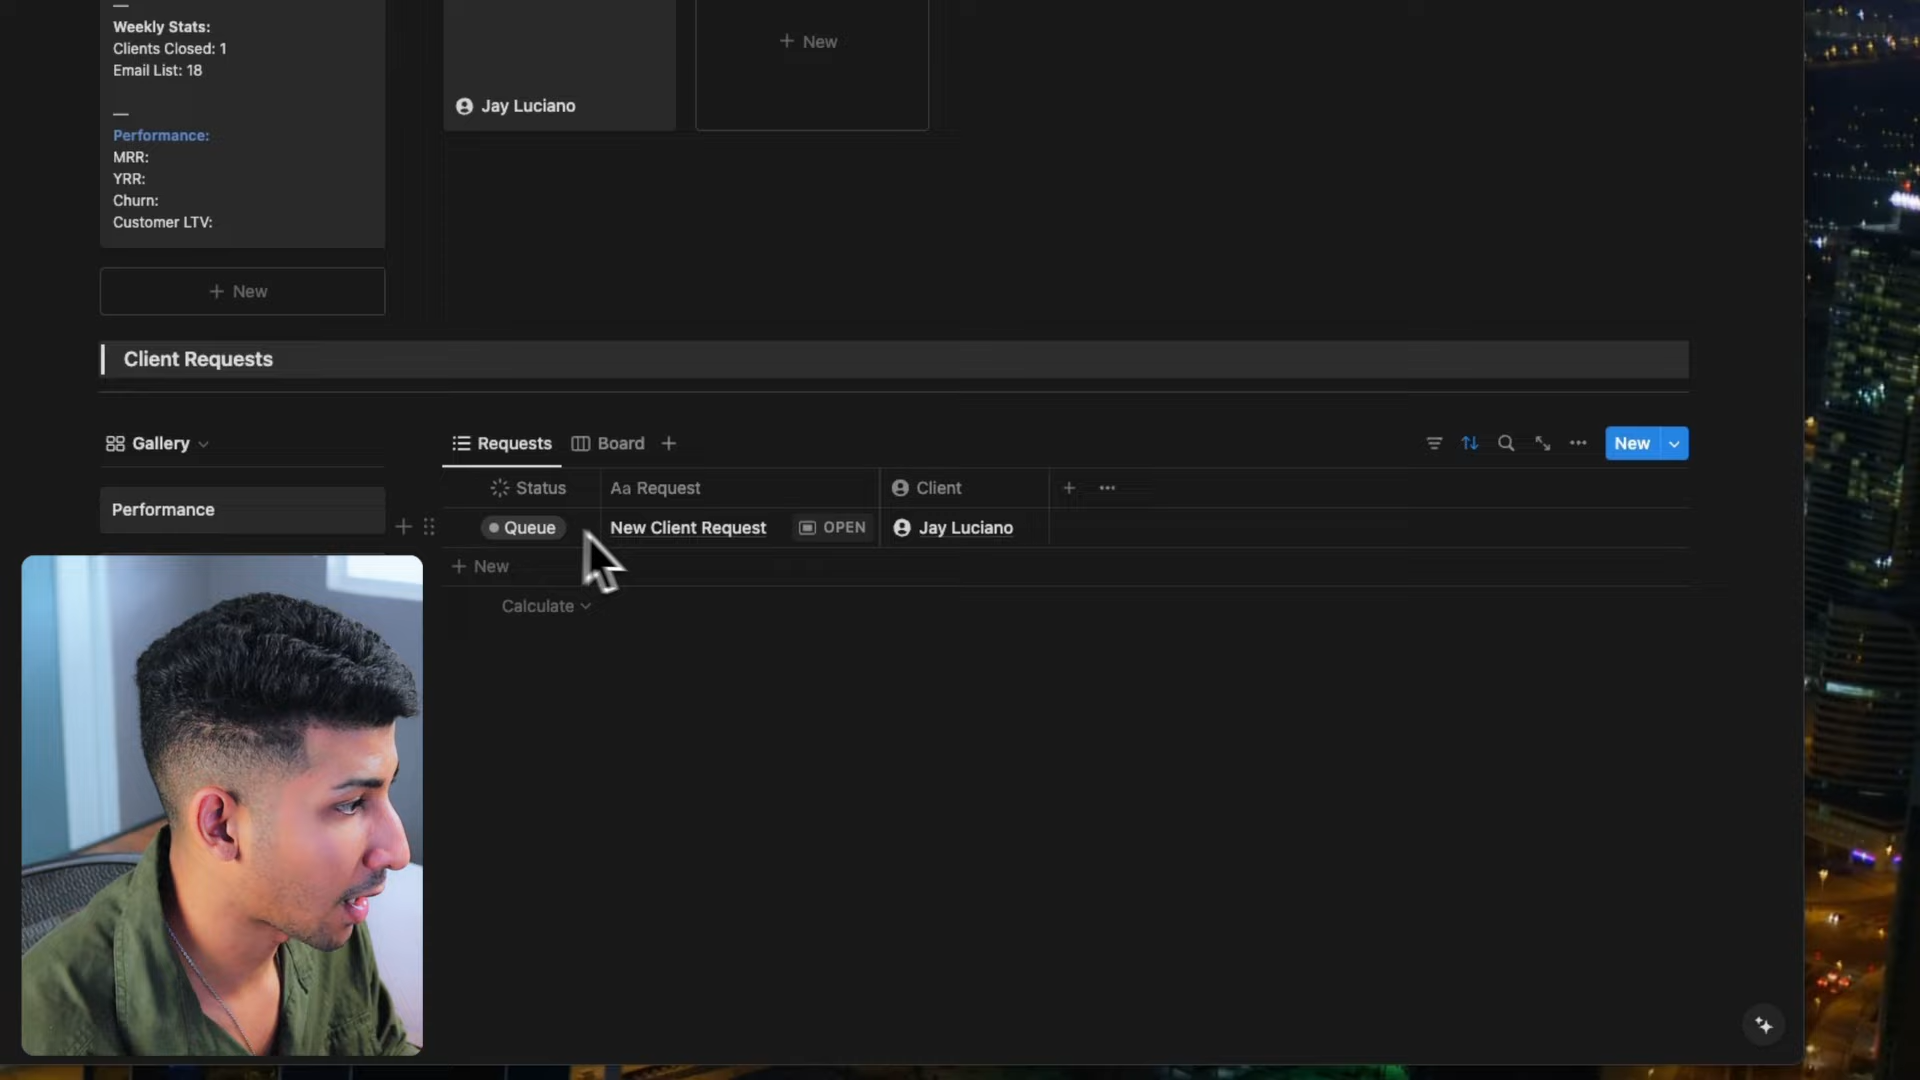 Weekly Stats:
Clients Closed: 1
Email List: 18
—
Performance:
MRR:
YRR:
Churn:
Customer LTV:
+ New
Jay Luciano
+ New
Client Requests
Gallery
Performance
Requests
Board
New
Status
Aa Request
Client
Queue
New Client Request
OPEN
Jay Luciano
+ New
Calculate